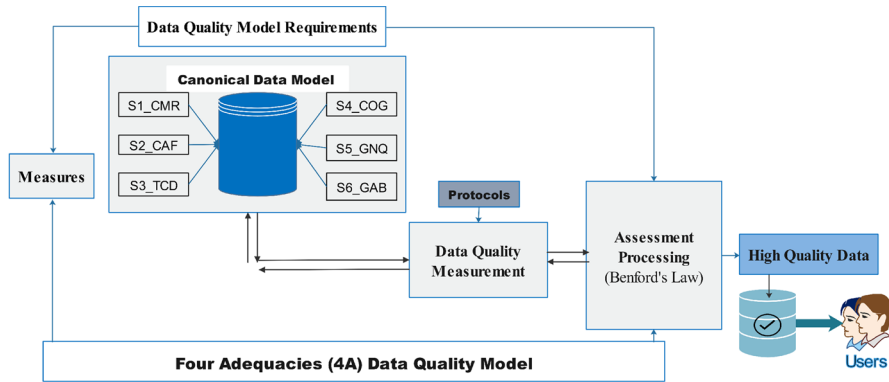 Data Quality Model Requirements
Canonical Data Model
S1_CMR
S2_CAF
S3_TCD
S4_COG
S5_GNQ
S6_GAB
Measures
Protocols
Data Quality
Measurement
Assessment
Processing
(Benford's Law)
High Quality Data
Users
Four Adequacies (4A) Data Quality Model